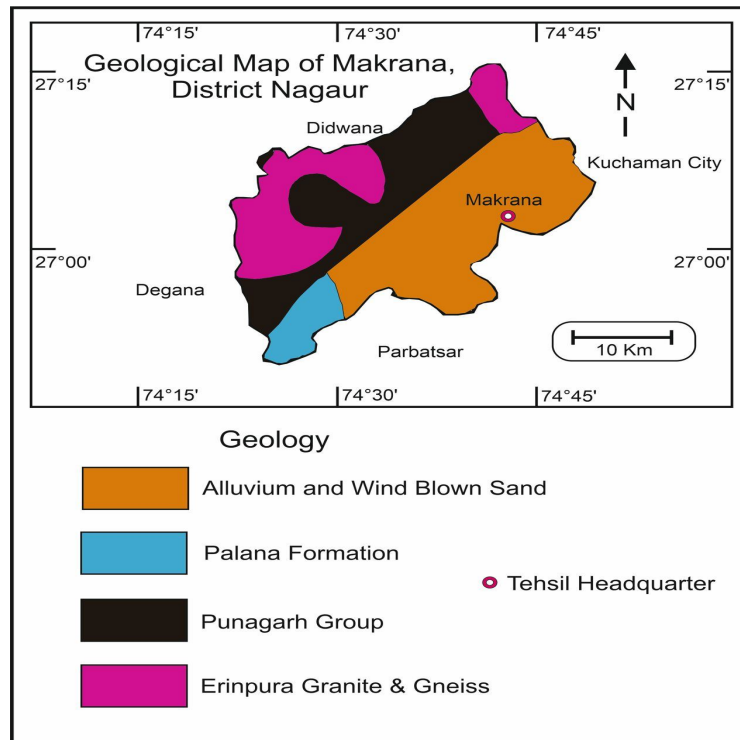 74°15'
74°30'
74°45'
Geological Map of Makrana,
District Nagaur
27°15'
27°15'
N
Didwana
Kuchaman City
Makrana
27°00'
27°00'
Degana
Parbatsar
10 Km
74°15'
74°30'
74°45'
Geology
Alluvium and Wind Blown Sand
Palana Formation
Tehsil Headquarter
Punagarh Group
Erinpura Granite & Gneiss